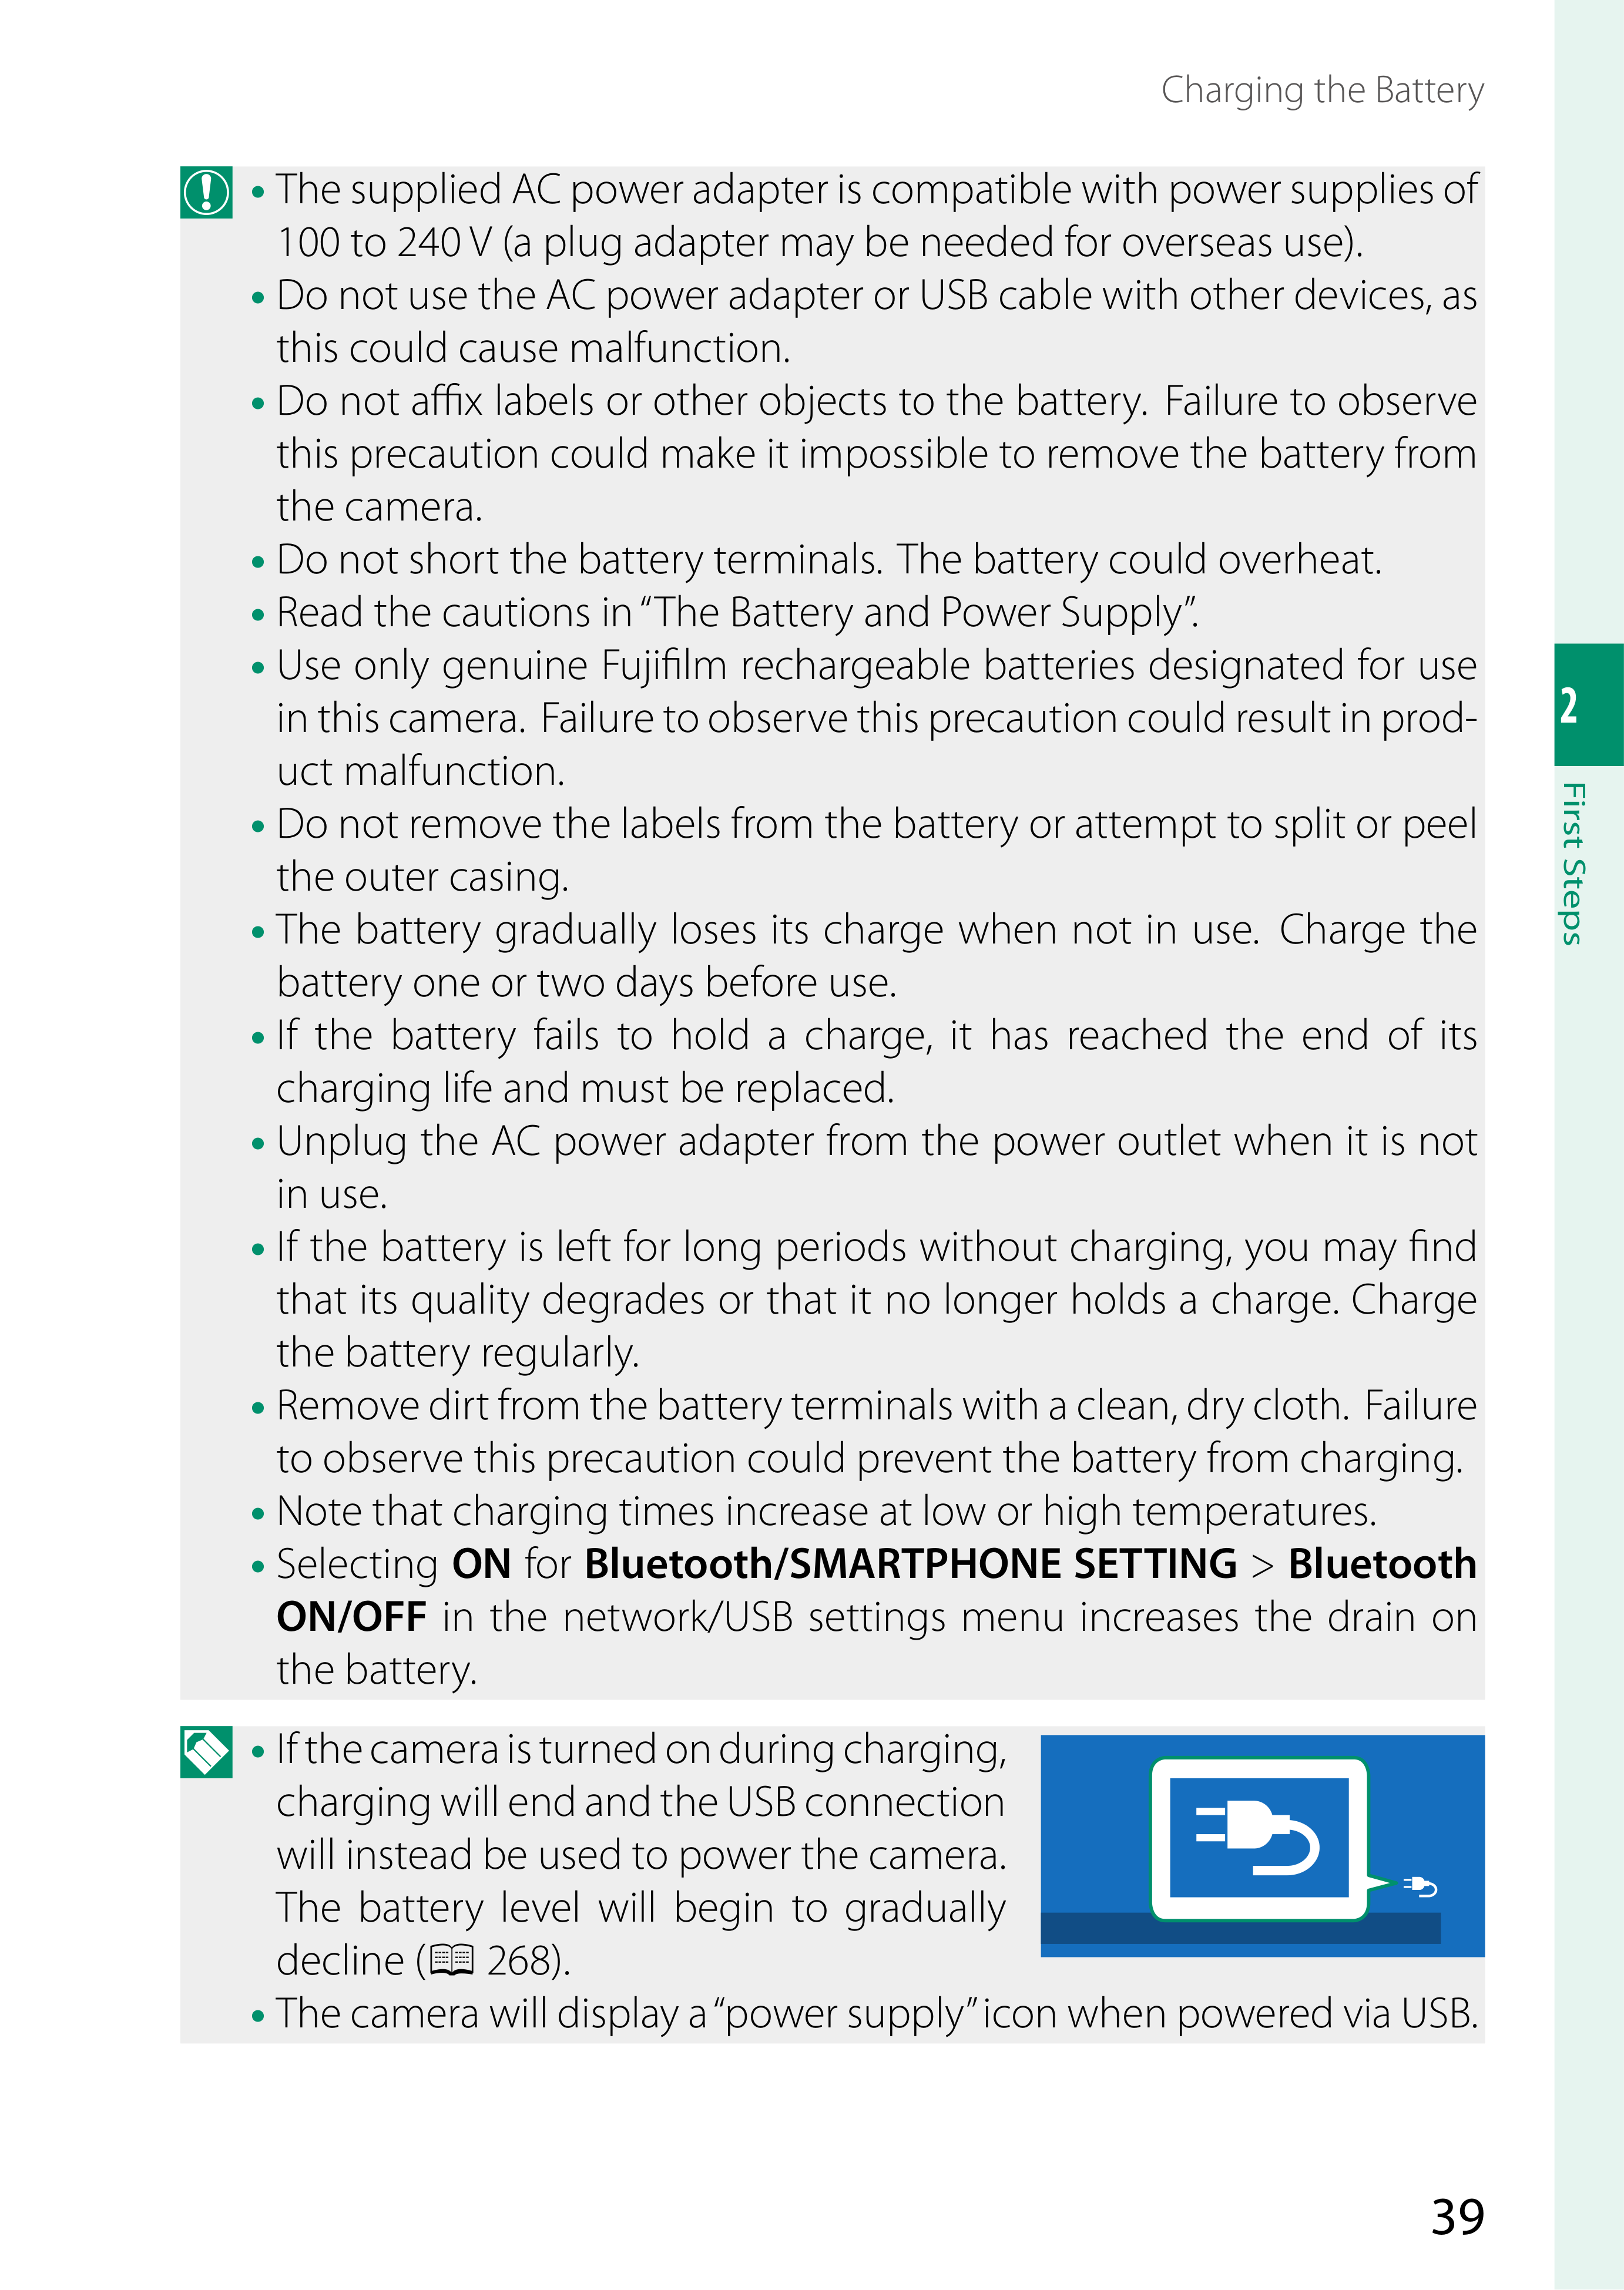 Charging the Battery
• The supplied AC power adapter is compatible with power supplies of
100 to 240 V (a plug adapter may be needed for overseas use).
• Do not use the AC power adapter or USB cable with other devices, as
this could cause malfunction.
• Do not affix labels or other objects to the battery. Failure to observe
this precaution could make it impossible to remove the battery from
the camera.
• Do not short the battery terminals. The battery could overheat.
• Read the cautions in “The Battery and Power Supply”.
• Use only genuine Fujifilm rechargeable batteries designated for use
in this camera. Failure to observe this precaution could result in prod-
uct malfunction.
• Do not remove the labels from the battery or attempt to split or peel
the outer casing.
• The battery gradually loses its charge when not in use. Charge the
battery one or two days before use.
• If the battery fails to hold a charge, it has reached the end of its
charging life and must be replaced.
• Unplug the AC power adapter from the power outlet when it is not
in use.
• If the battery is left for long periods without charging, you may find
that its quality degrades or that it no longer holds a charge. Charge
the battery regularly.
• Remove dirt from the battery terminals with a clean, dry cloth. Failure
to observe this precaution could prevent the battery from charging.
• Note that charging times increase at low or high temperatures.
• Selecting ON for Bluetooth/SMARTPHONE SETTING > Bluetooth
ON/OFF in the network/USB settings menu increases the drain on
the battery.
• If the camera is turned on during charging,
charging will end and the USB connection
will instead be used to power the camera.
The battery level will begin to gradually
decline (268).
• The camera will display a “power supply” icon when powered via USB.
2
First Steps
39